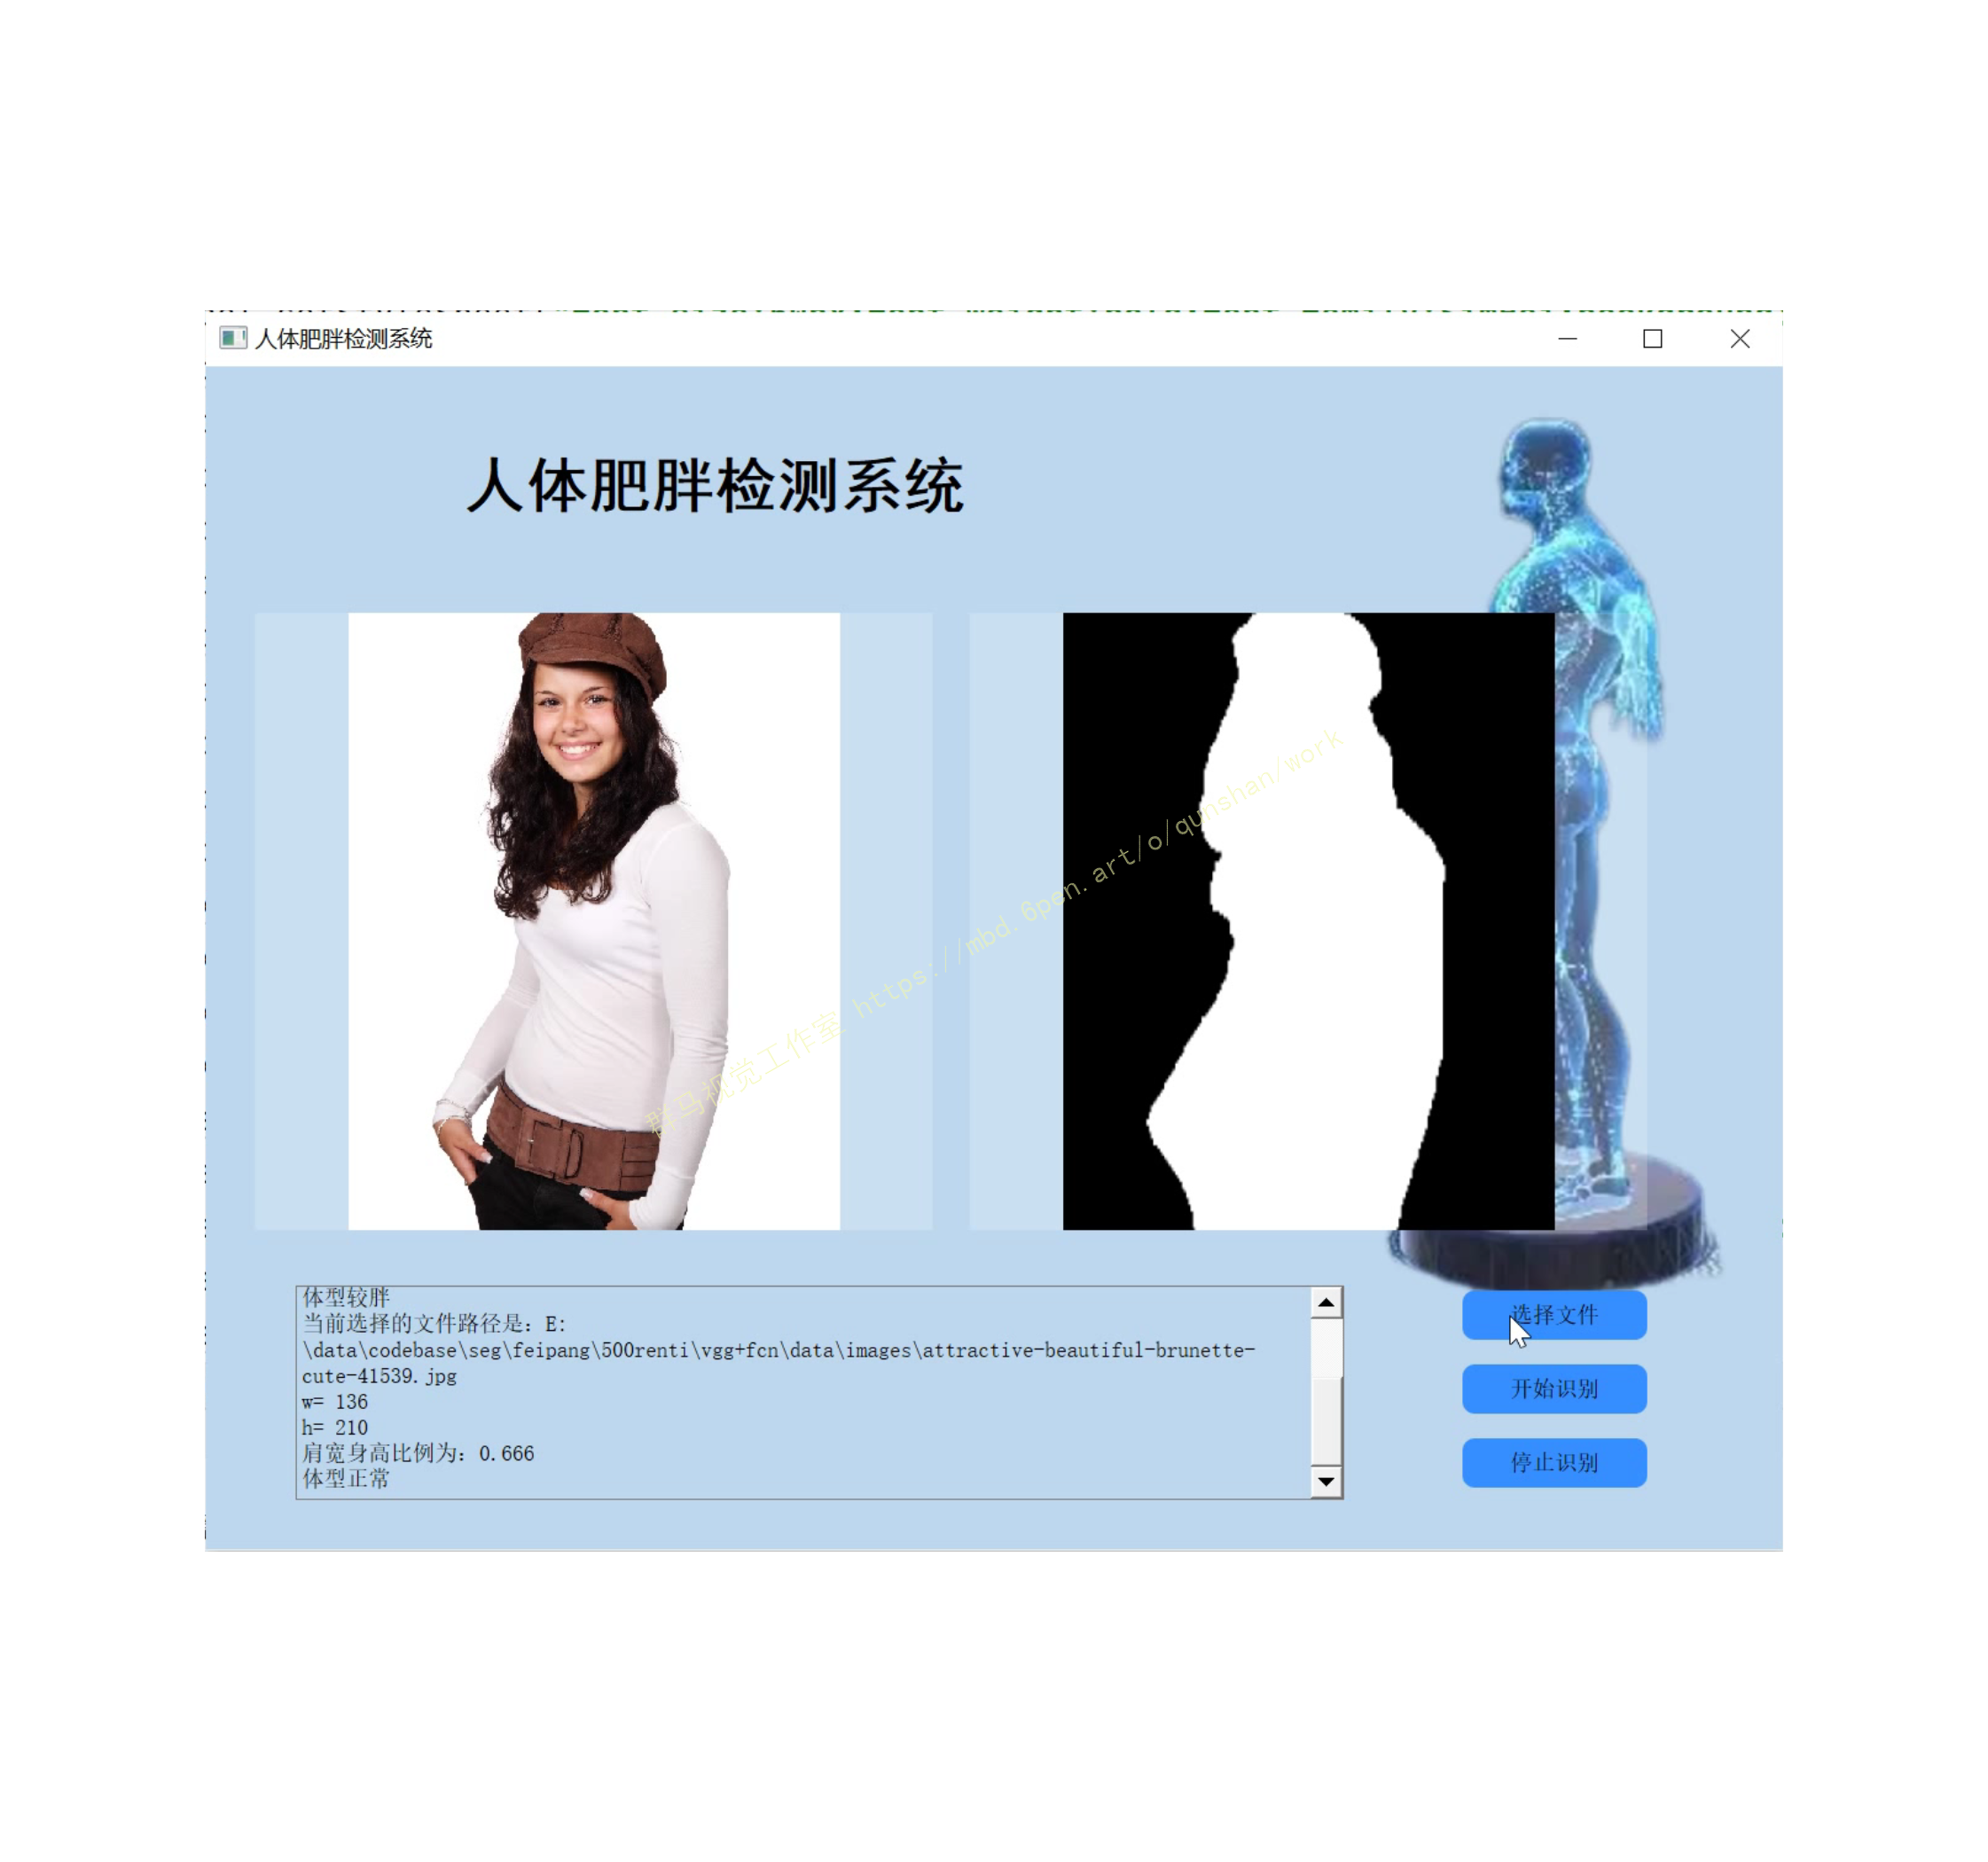 人体肥胖检测系统
人体肥胖检测系统
群马视觉工作室 https://mbd.6pen.art/o/qunshan/work
体型较胖
当前选择的文件路径是：E:
\data\codebase\seg\feipang\500renti\vgg+fcn\data\images\attractive-beautiful-brunette-
cute-41539.jpg
w= 136
h= 210
肩宽身高比例为：0.666
体型正常
选择文件
开始识别
停止识别